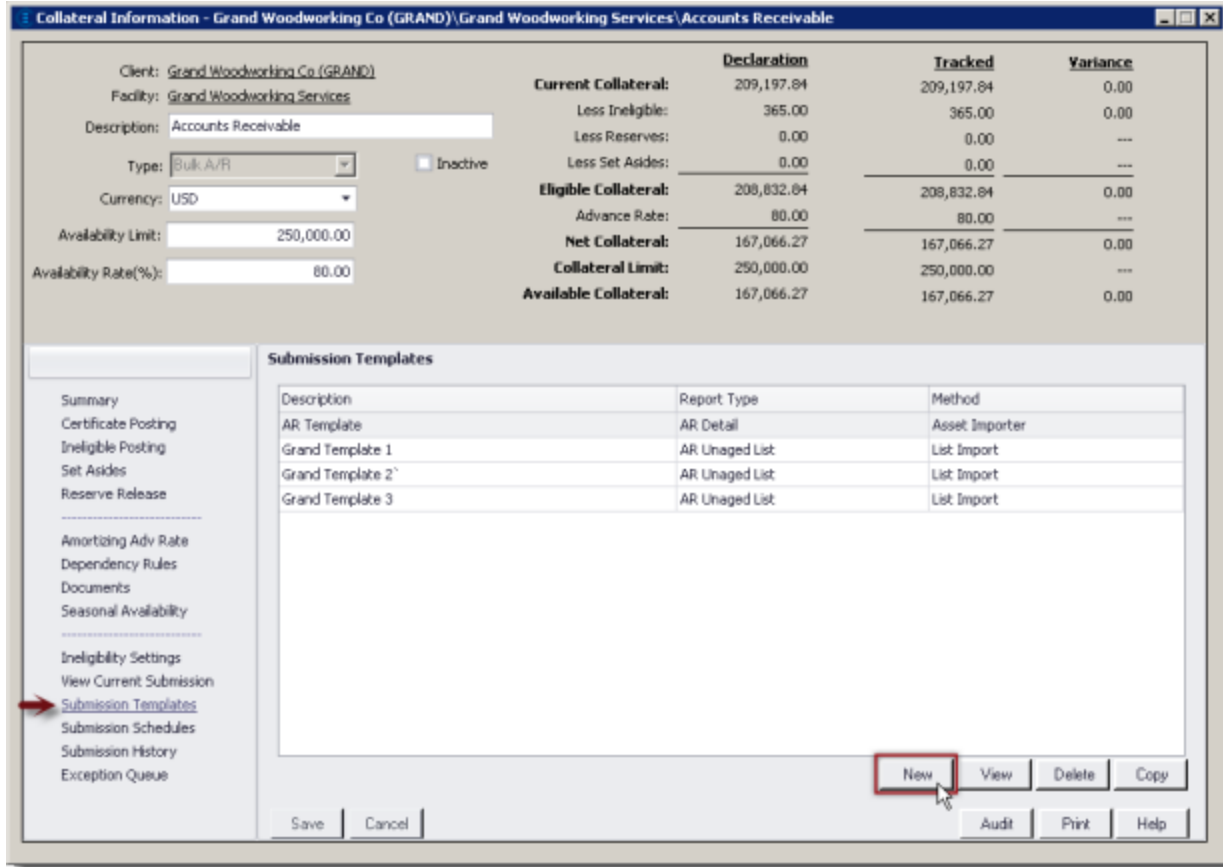 Collateral Information - Grand Woodworking Co (GRAND)\Grand Woodworking Services\Accounts Receivable
Client: Grand Woodworking Co (GRAND)
Facility: Grand Woodworking Services
Description: Accounts Receivable
Type: Bulk A/R Inactive
Currency: USD
Availability Limit: 250,000.00
Availability Rate(%): 80.00
Declaration Tracked Variance
Current Collateral: 209,197.84 209,197.84 0.00
Less Ineligible: 365.00 365.00 0.00
Less Reserves: 0.00 0.00 ---
Less Set Asides: 0.00 0.00 ---
Eligible Collateral: 208,832.84 208,832.84 0.00
Advance Rate: 80.00 80.00 ---
Net Collateral: 167,066.27 167,066.27 0.00
Collateral Limit: 250,000.00 250,000.00 ---
Available Collateral: 167,066.27 167,066.27 0.00
Summary
Certificate Posting
Ineligible Posting
Set Asides
Reserve Release
Amortizing Adv Rate
Dependency Rules
Documents
Seasonal Availability
Ineligibility Settings
View Current Submission
Submission Templates
Submission Schedules
Submission History
Exception Queue
Submission Templates
Description Report Type Method
AR Template AR Detail Asset Importer
Grand Template 1 AR Unaged List List Import
Grand Template 2` AR Unaged List List Import
Grand Template 3 AR Unaged List List Import
New View Delete Copy
Save Cancel Audit Print Help